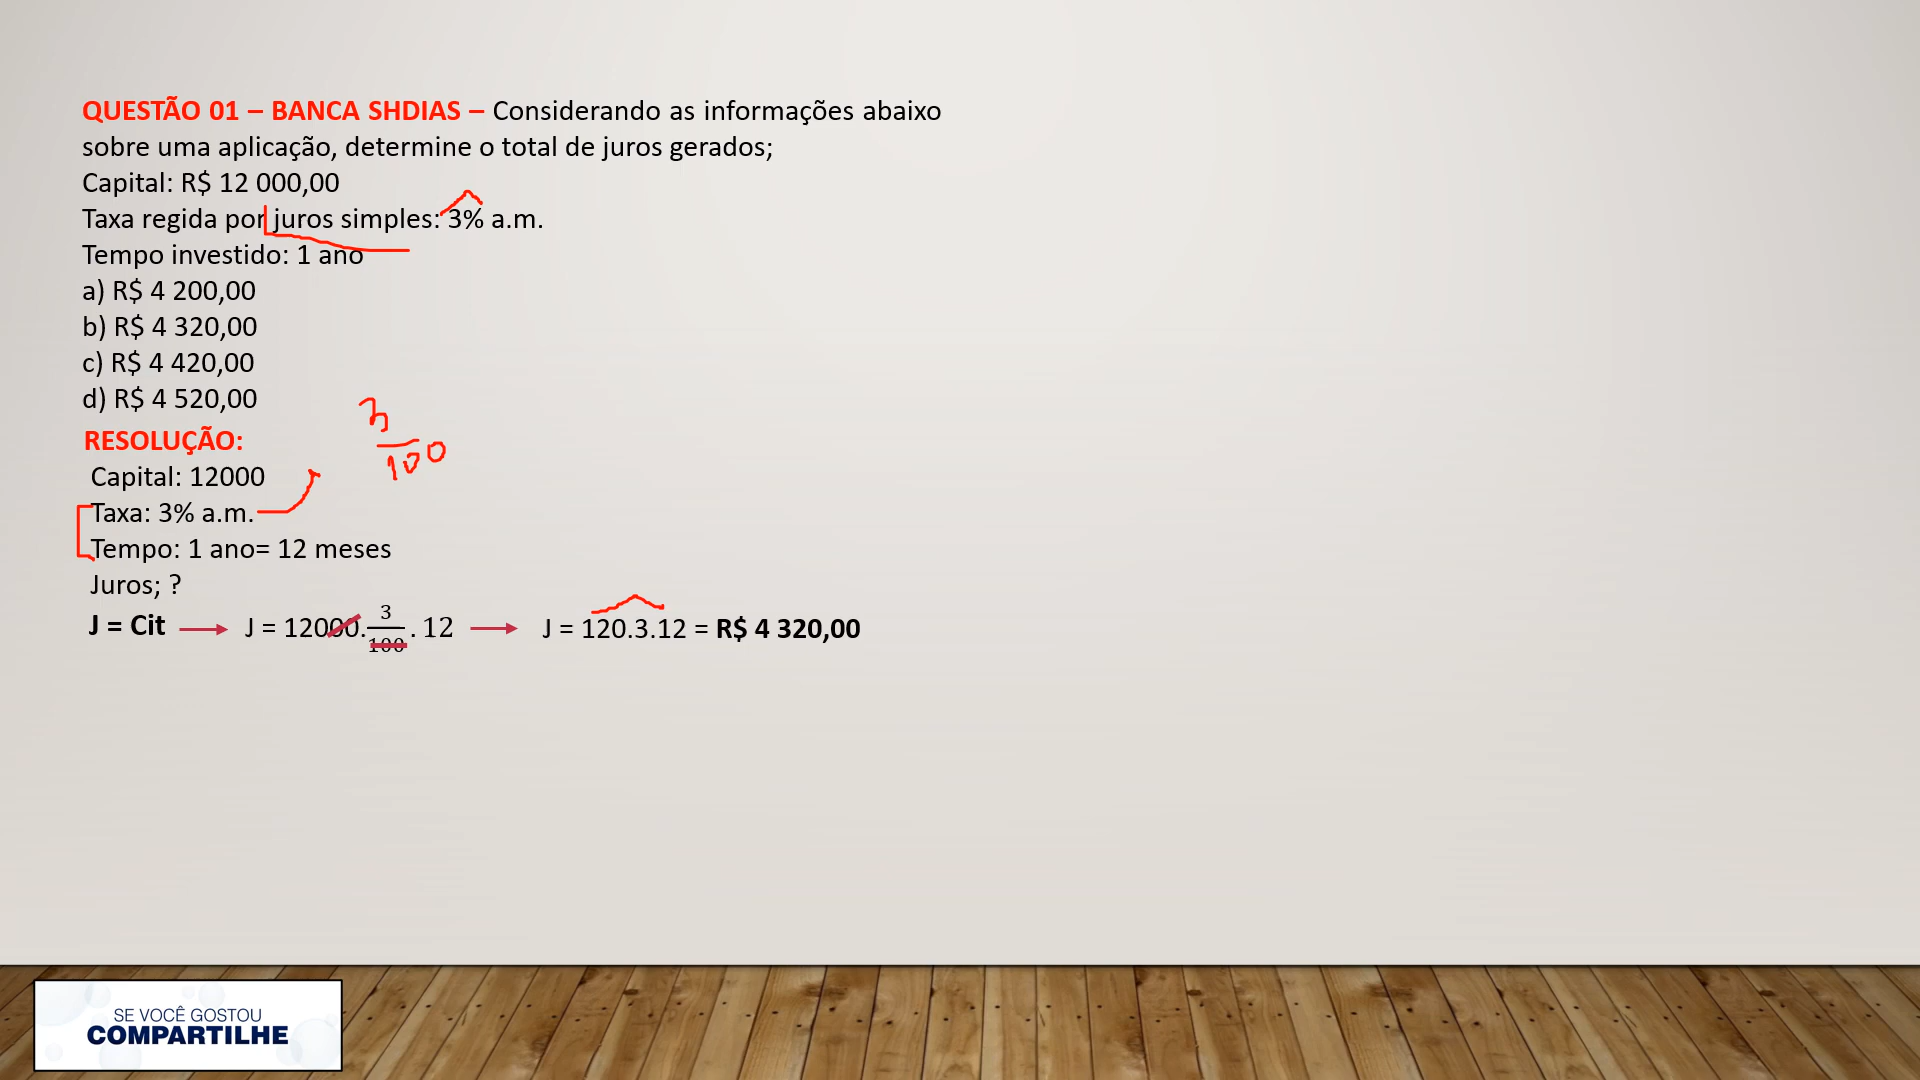 QUESTÃO 01 – BANCA SHDIAS – Considerando as informações abaixo
sobre uma aplicação, determine o total de juros gerados;
Capital: R$ 12 000,00
Taxa regida por juros simples: 3% a.m.
Tempo investido: 1 ano
a) R$ 4 200,00
b) R$ 4 320,00
c) R$ 4 420,00
d) R$ 4 520,00
3
100
RESOLUÇÃO:
Capital: 12000
Taxa: 3% a.m.
Tempo: 1 ano= 12 meses
Juros; ?
J = Cit → J = 12000. 3/100 . 12 → J = 120.3.12 = R$ 4 320,00
SE VOCÊ GOSTOU
COMPARTILHE